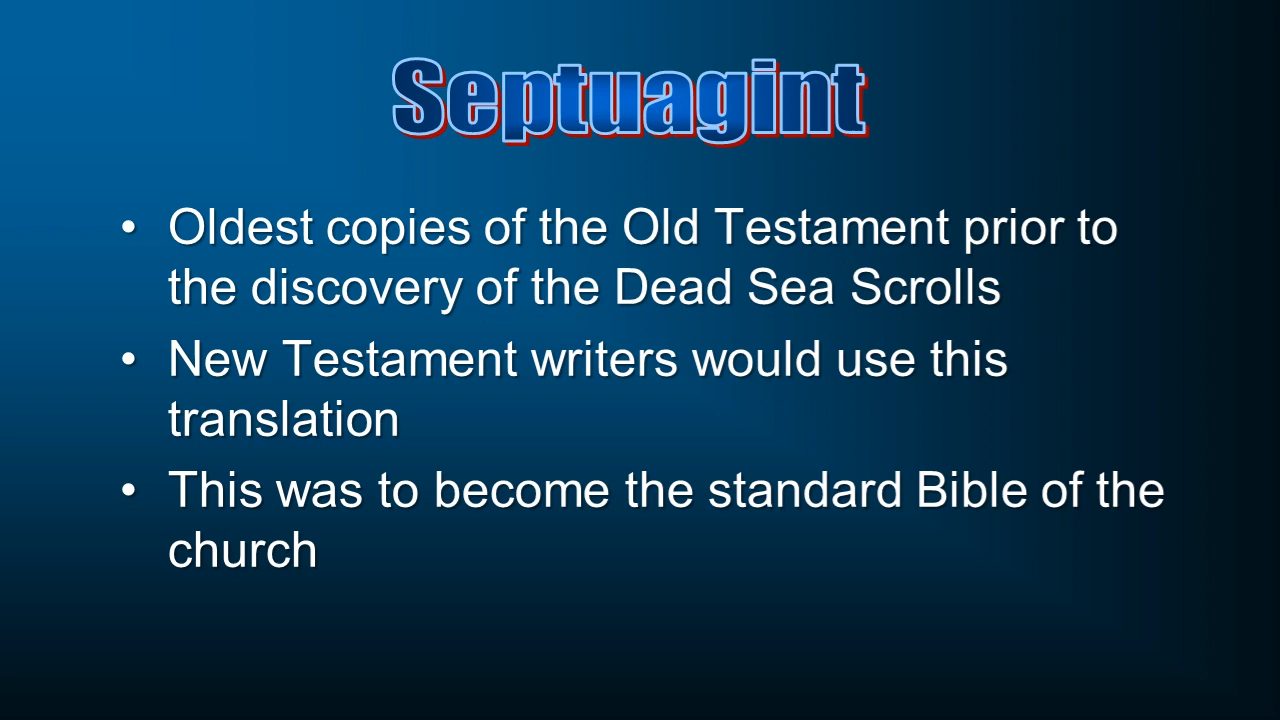 Septuagint
• Oldest copies of the Old Testament prior to
the discovery of the Dead Sea Scrolls
• New Testament writers would use this
translation
• This was to become the standard Bible of the
church